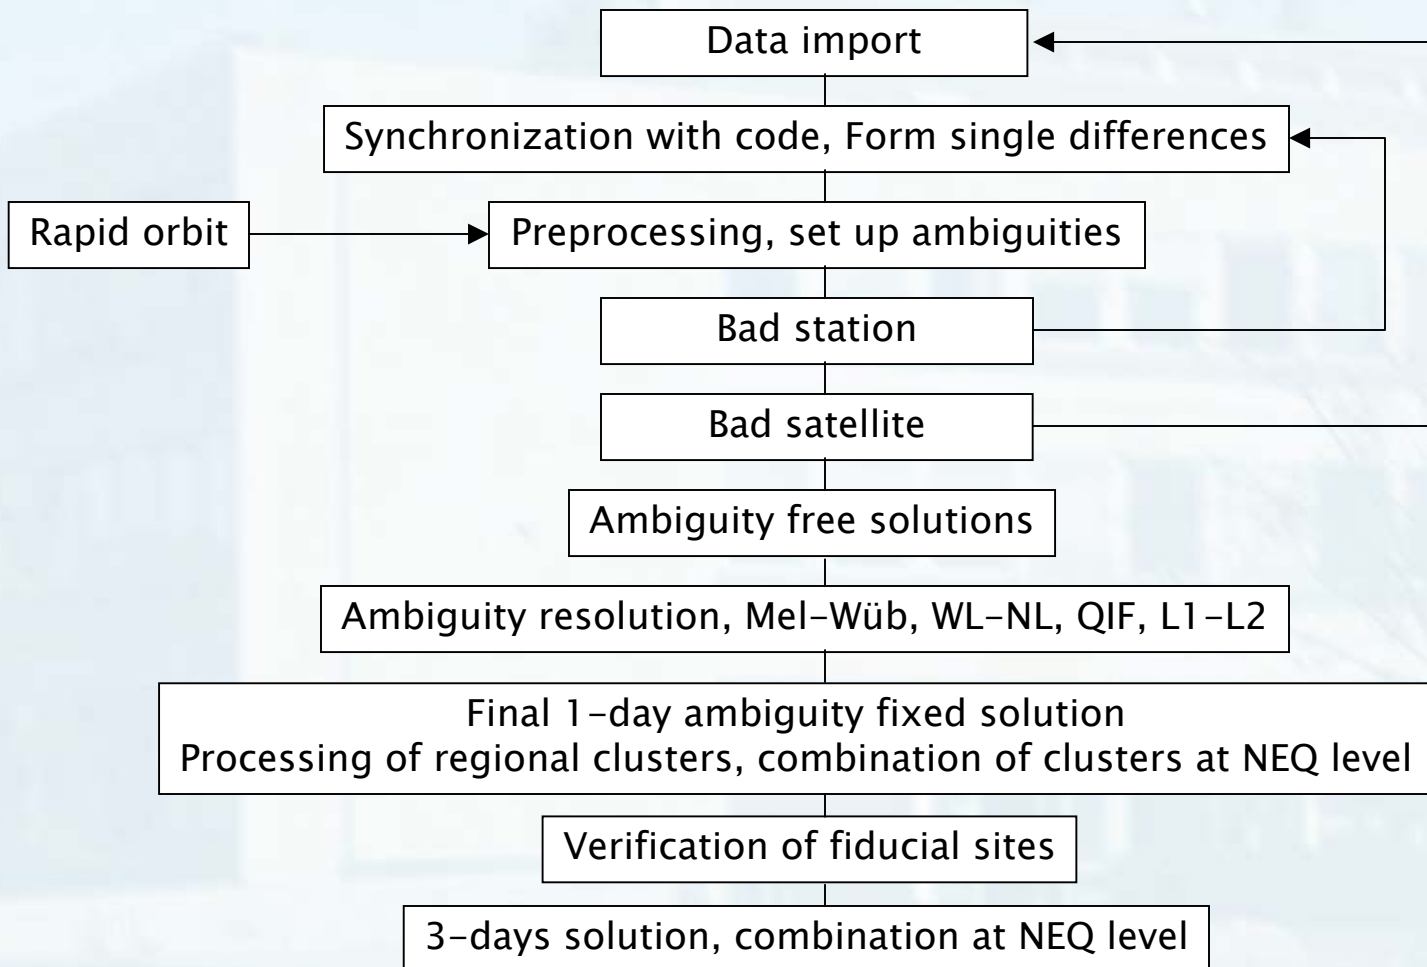 Data import
Synchronization with code, Form single differences
Rapid orbit
Preprocessing, set up ambiguities
Bad station
Bad satellite
Ambiguity free solutions
Ambiguity resolution, Mel-Wüb, WL-NL, QIF, L1-L2
Final 1-day ambiguity fixed solution
Processing of regional clusters, combination of clusters at NEQ level
Verification of fiducial sites
3-days solution, combination at NEQ level